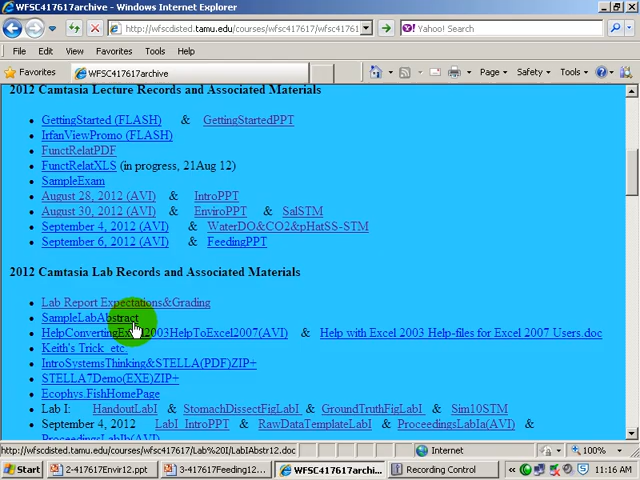 WFSC417617archive - Windows Internet Explorer
http://wfscdisted.tamu.edu/courses/wfsc417617/wfsc417617/
Yahoo! Search
File Edit View Favorites Tools Help
Favorites WFSC417617archive Page Safety Tools
2012 Camtasia Lecture Records and Associated Materials
GettingStarted (FLASH) & GettingStartedPPT
IrfanViewPromo (FLASH)
FunctRelatPDF
FunctRelatXLS (in progress, 21Aug 12)
SampleExam
August 28, 2012 (AVI) & IntroPPT
August 30, 2012 (AVI) & EnviroPPT & SalSTM
September 4, 2012 (AVI) & WaterDO&CO2&pHatSS-STM
September 6, 2012 (AVI) & FeedingPPT
2012 Camtasia Lab Records and Associated Materials
Lab Report Expectations&Grading
SampleLabAbstract
HelpConvertingExcel2003HelpToExcel2007(AVI) & Help with Excel 2003 Help-files for Excel 2007 Users.doc
Keith's Trick etc.
IntroSystemsThinking&STELLA(PDF)ZIP+
STELLA7Demo(EXE)ZIP+
Ecophys.FishHomePage
Lab I: HandoutLabI & StomachDissectFigLabI & GroundTruthFigLabI & Sim10STM
September 4, 2012 LabI_IntroPPT & RawDataTemplateLabI & ProceedingsLabIa(AVI) &
ProceedingsLabIb(AVI)
http://wfscdisted.tamu.edu/courses/wfsc417617/Lab%20I/LabIAbstr12.doc Internet 100%
Start 2-417617Envir12.ppt 3-417617Feeding12.... WFSC417617archi... Recording Control 11:16 AM